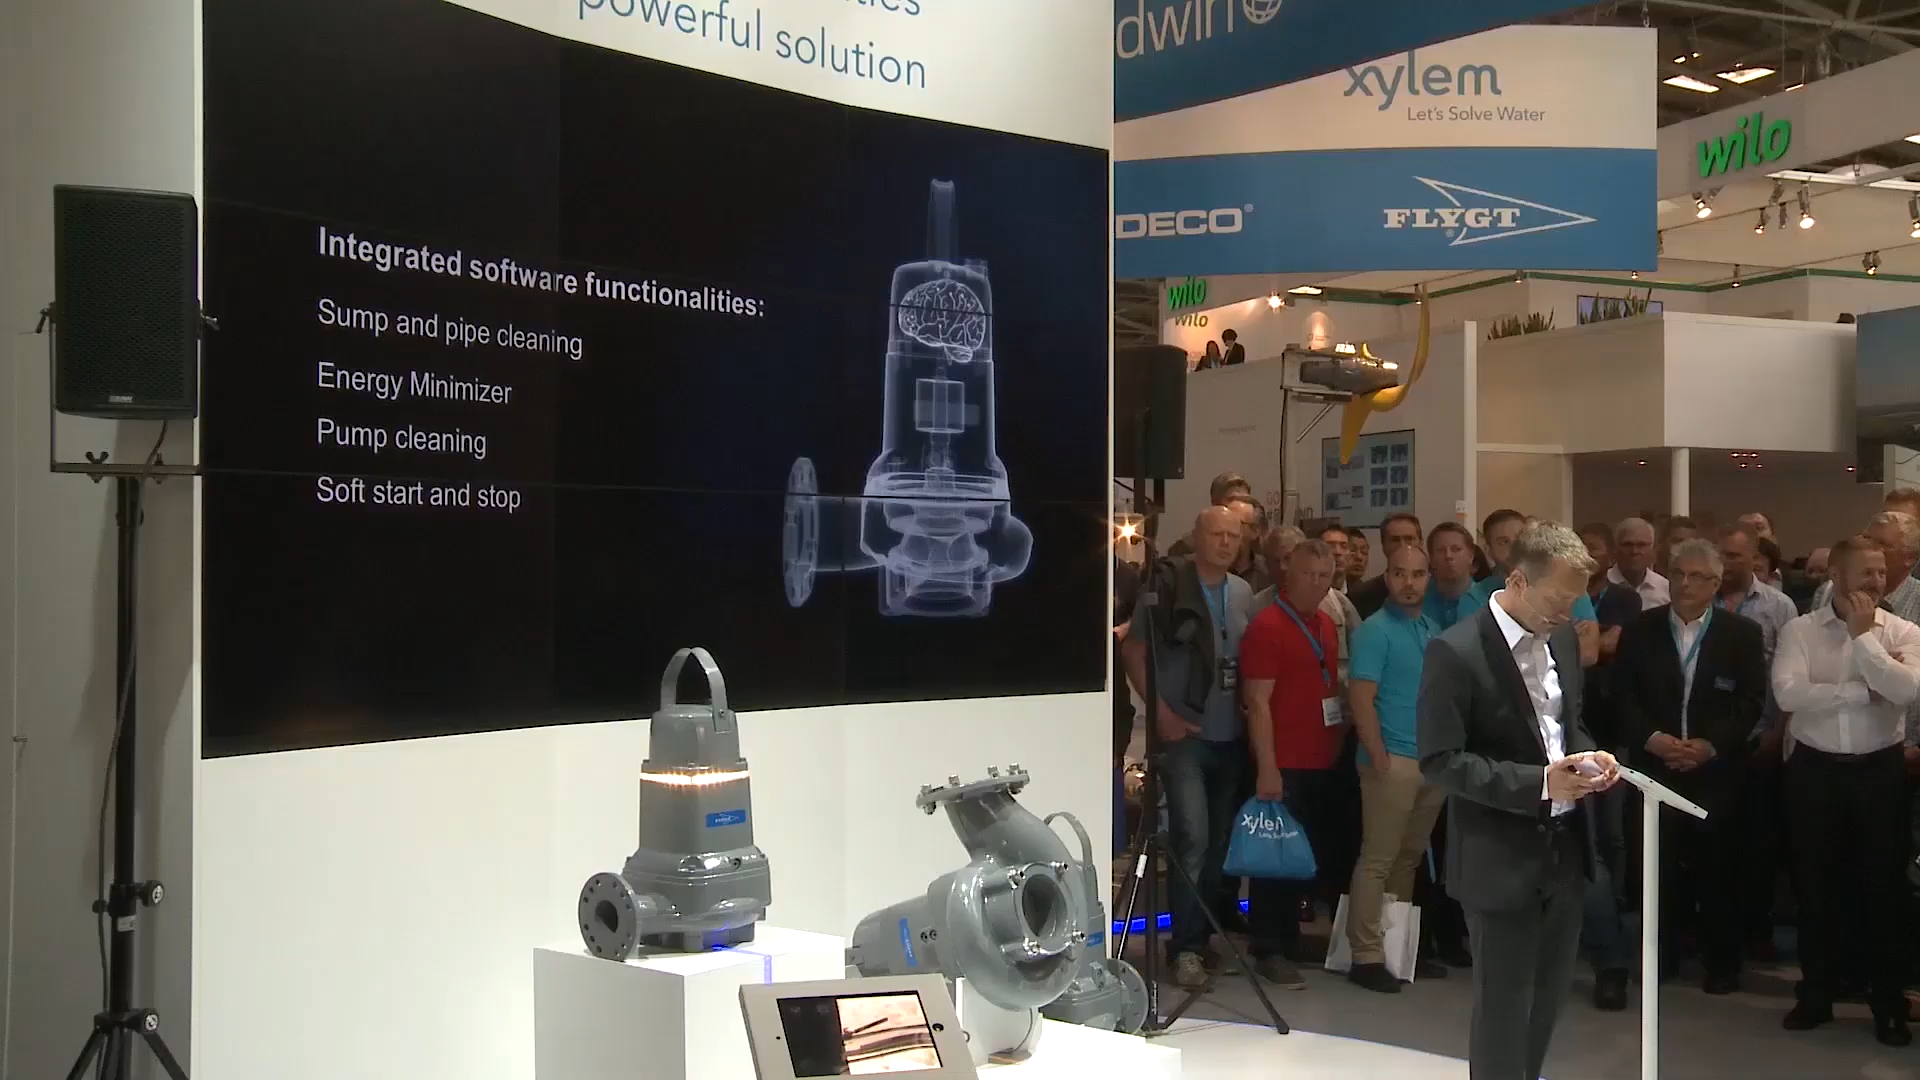 powerful solution
Integrated software functionalities:
Sump and pipe cleaning
Energy Minimizer
Pump cleaning
Soft start and stop
xylem
Let's Solve Water
DECO®
FLYGT
wilo
wilo
wilo
xylem